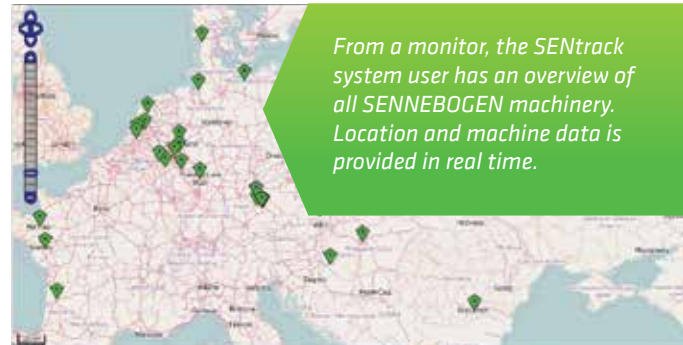 From a monitor, the SENtrack
system user has an overview of
all SENNEBOGEN machinery.
Location and machine data is
provided in real time.